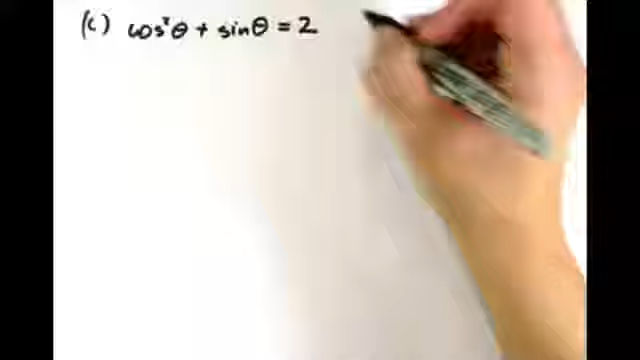 (c) cos²θ + sinθ = 2